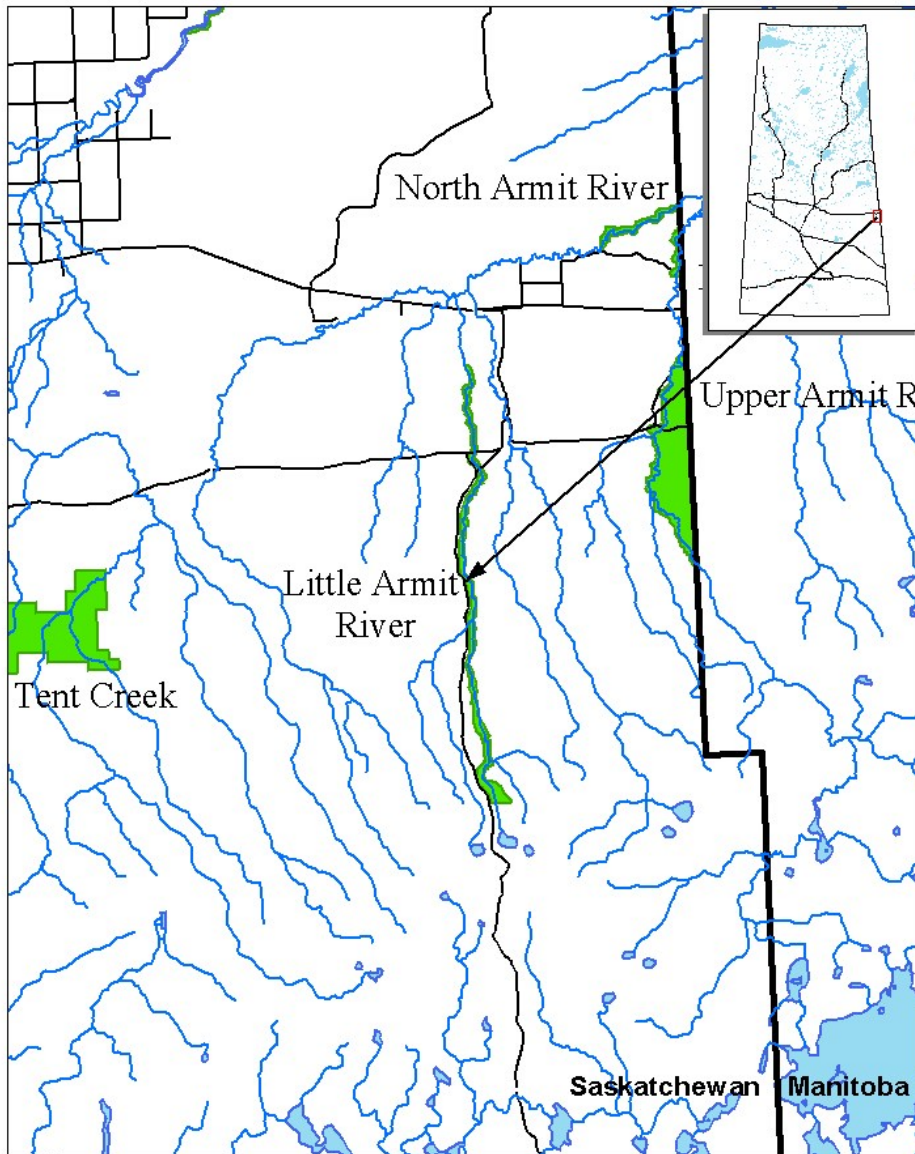 North Armit River
Upper Armit R
Little Armit
River
Tent Creek
Saskatchewan
Manitoba